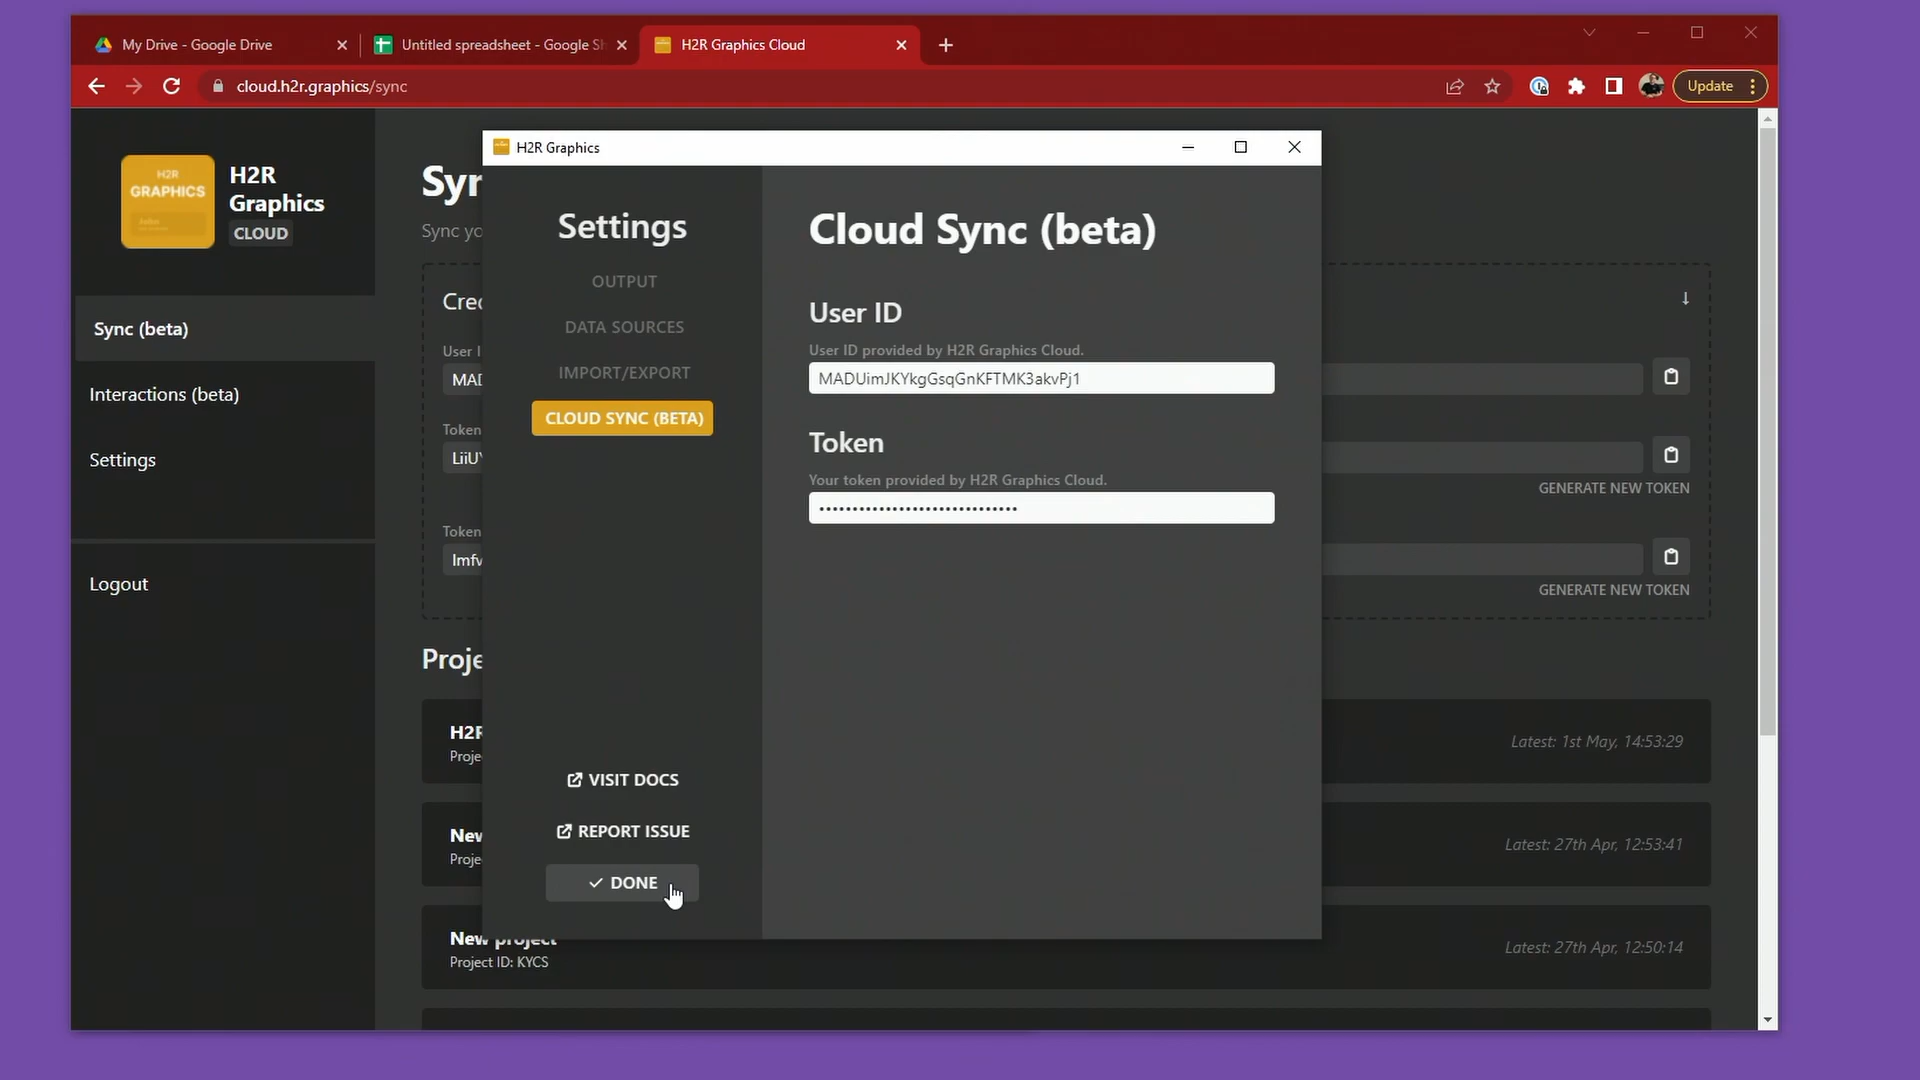 My Drive - Google Drive
Untitled spreadsheet - Google Sh
H2R Graphics Cloud
cloud.h2r.graphics/sync
Update
H2R
GRAPHICS
H2R
Graphics
CLOUD
Sync (beta)
Interactions (beta)
Settings
Logout
Syn
Sync yo
Cred
User I
MAD
Token
LiiU
GENERATE NEW TOKEN
Token
Imfv
GENERATE NEW TOKEN
Proje
H2R
Proje
Latest: 1st May, 14:53:29
New
Proje
Latest: 27th Apr, 12:53:41
New project
Project ID: KYCS
Latest: 27th Apr, 12:50:14
H2R Graphics
Settings
OUTPUT
DATA SOURCES
IMPORT/EXPORT
CLOUD SYNC (BETA)
VISIT DOCS
REPORT ISSUE
DONE
Cloud Sync (beta)
User ID
User ID provided by H2R Graphics Cloud.
MADUimJKYkgGsqGnKFTMK3akvPj1
Token
Your token provided by H2R Graphics Cloud.